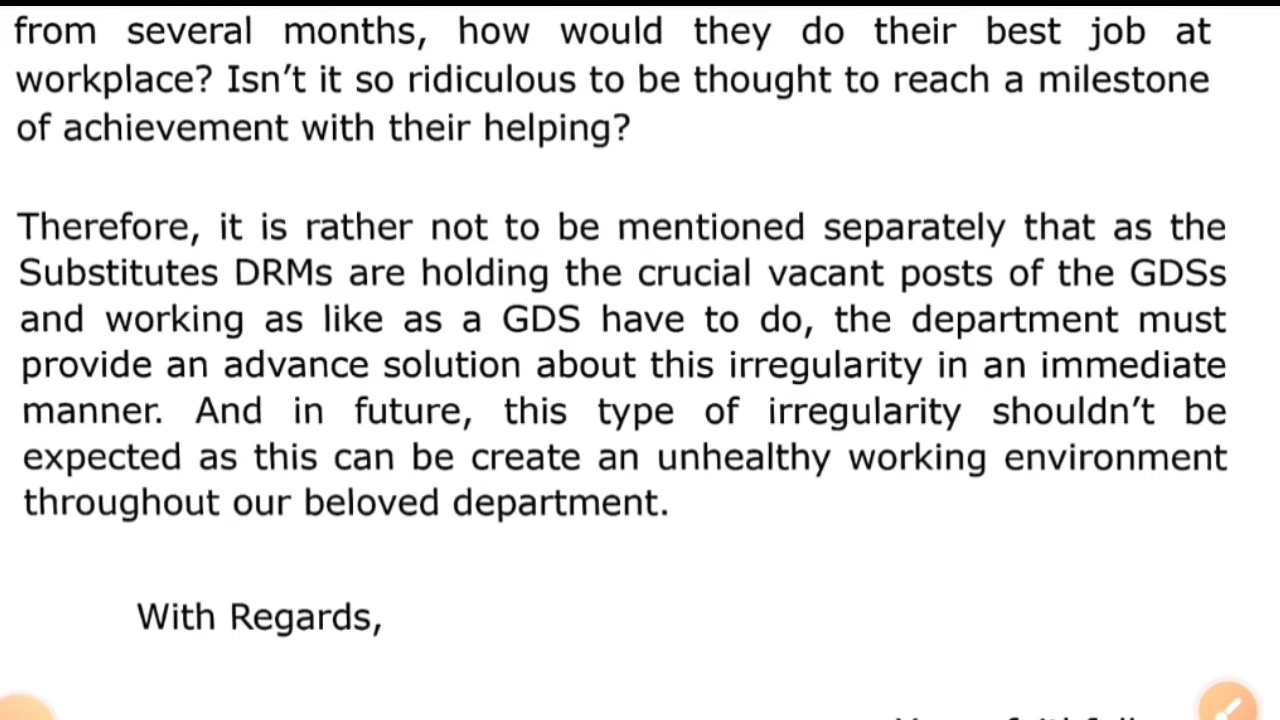 from several months, how would they do their best job at
workplace? Isn’t it so ridiculous to be thought to reach a milestone
of achievement with their helping?
Therefore, it is rather not to be mentioned separately that as the
Substitutes DRMs are holding the crucial vacant posts of the GDSs
and working as like as a GDS have to do, the department must
provide an advance solution about this irregularity in an immediate
manner. And in future, this type of irregularity shouldn’t be
expected as this can be create an unhealthy working environment
throughout our beloved department.
With Regards,